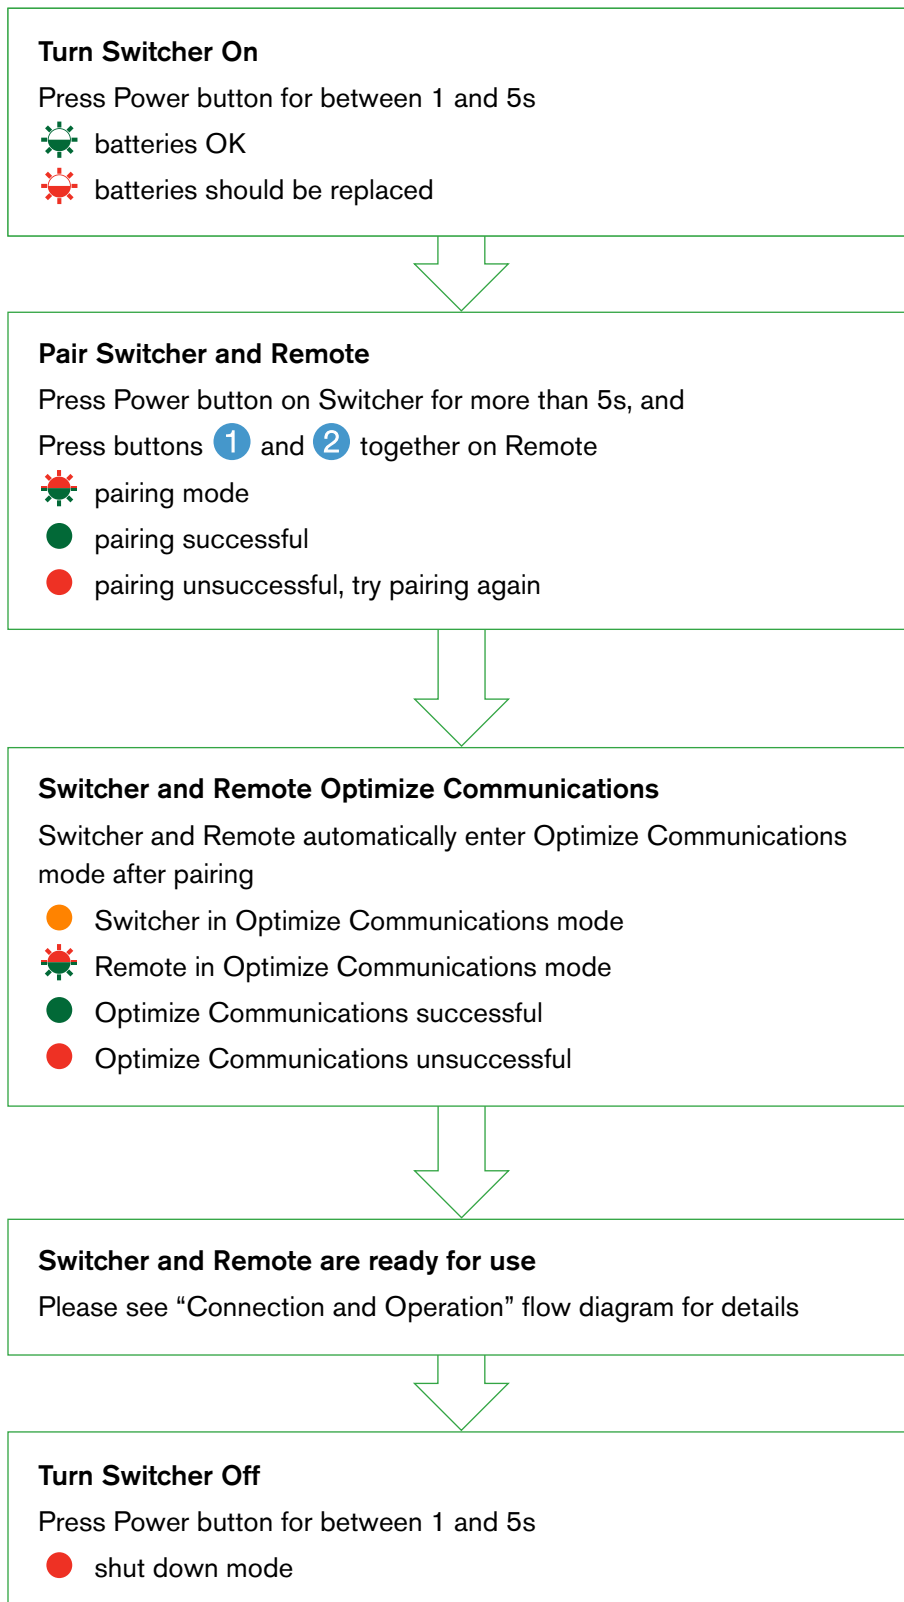 Turn Switcher On
Press Power button for between 1 and 5s
batteries OK
batteries should be replaced
Pair Switcher and Remote
Press Power button on Switcher for more than 5s, and
Press buttons 1 and 2 together on Remote
pairing mode
pairing successful
pairing unsuccessful, try pairing again
Switcher and Remote Optimize Communications
Switcher and Remote automatically enter Optimize Communications
mode after pairing
Switcher in Optimize Communications mode
Remote in Optimize Communications mode
Optimize Communications successful
Optimize Communications unsuccessful
Switcher and Remote are ready for use
Please see “Connection and Operation” flow diagram for details
Turn Switcher Off
Press Power button for between 1 and 5s
shut down mode